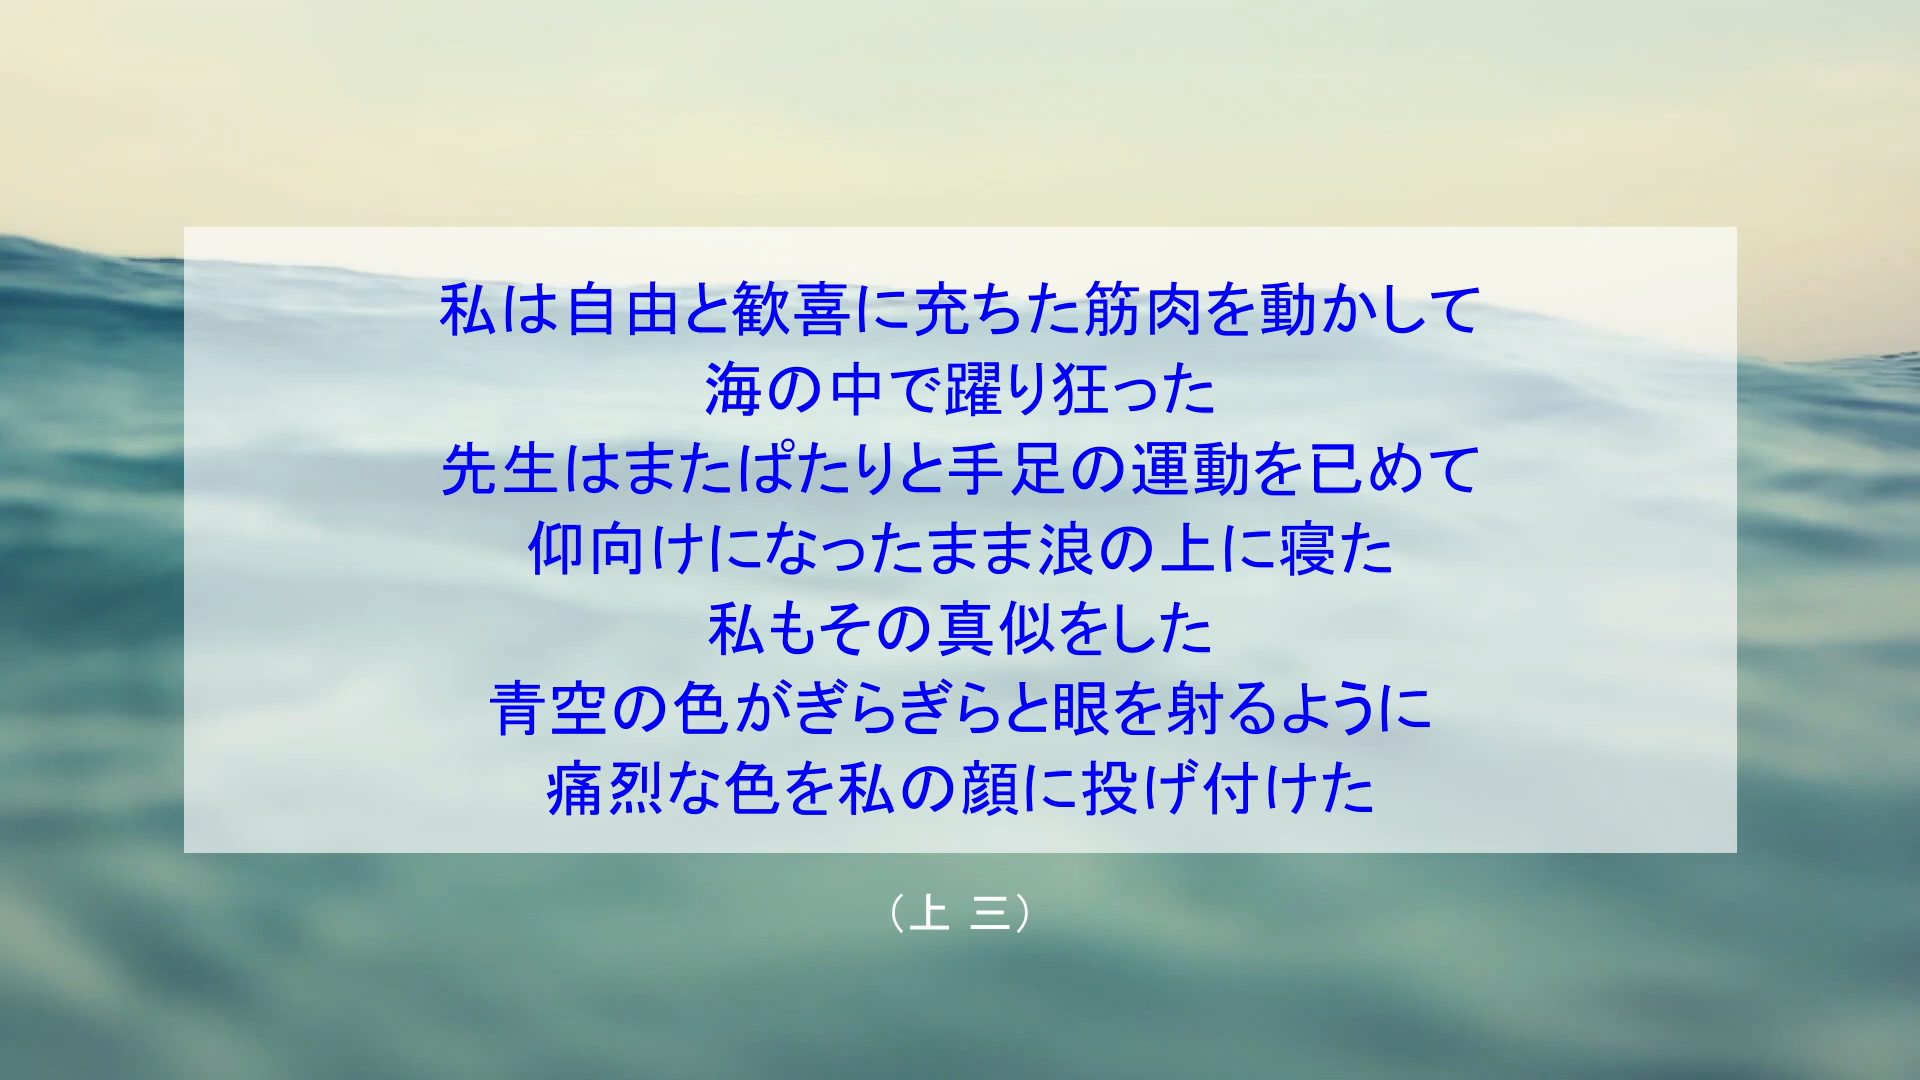 私は自由と歓喜に充ちた筋肉を動かして
海の中で躍り狂った
先生はまたぱたりと手足の運動を已めて
仰向けになったまま浪の上に寝た
私もその真似をした
青空の色がぎらぎらと眼を射るように
痛烈な色を私の顔に投げ付けた
（上 三）